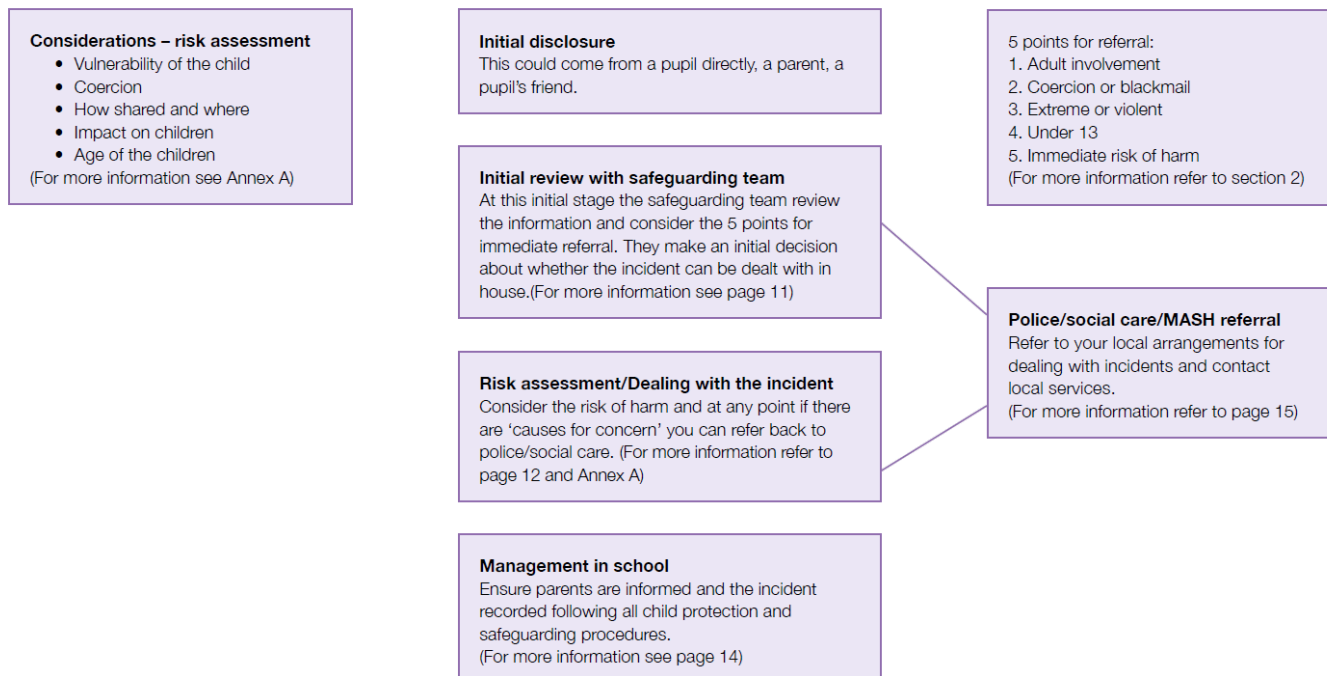 Considerations – risk assessment
• Vulnerability of the child
• Coercion
• How shared and where
• Impact on children
• Age of the children
(For more information see Annex A)
Initial disclosure
This could come from a pupil directly, a parent, a
pupil's friend.
Initial review with safeguarding team
At this initial stage the safeguarding team review
the information and consider the 5 points for
immediate referral. They make an initial decision
about whether the incident can be dealt with in
house.(For more information see page 11)
Risk assessment/Dealing with the incident
Consider the risk of harm and at any point if there
are ‘causes for concern’ you can refer back to
police/social care. (For more information refer to
page 12 and Annex A)
Management in school
Ensure parents are informed and the incident
recorded following all child protection and
safeguarding procedures.
(For more information see page 14)
5 points for referral:
1. Adult involvement
2. Coercion or blackmail
3. Extreme or violent
4. Under 13
5. Immediate risk of harm
(For more information refer to section 2)
Police/social care/MASH referral
Refer to your local arrangements for
dealing with incidents and contact
local services.
(For more information refer to page 15)